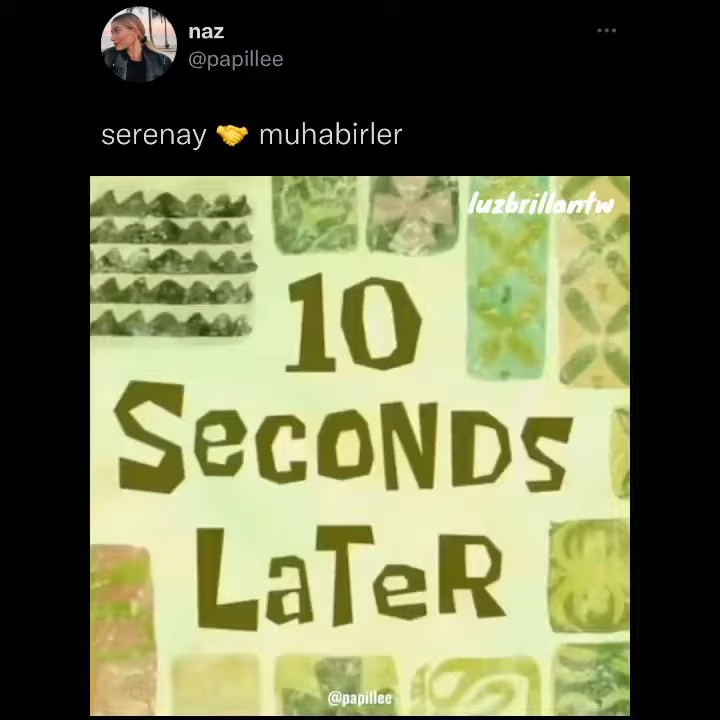 naz
@papillee
serenay 🤝 muhabirler
luzbrillantw
10
SeCONDS
LaTeR
@papillee